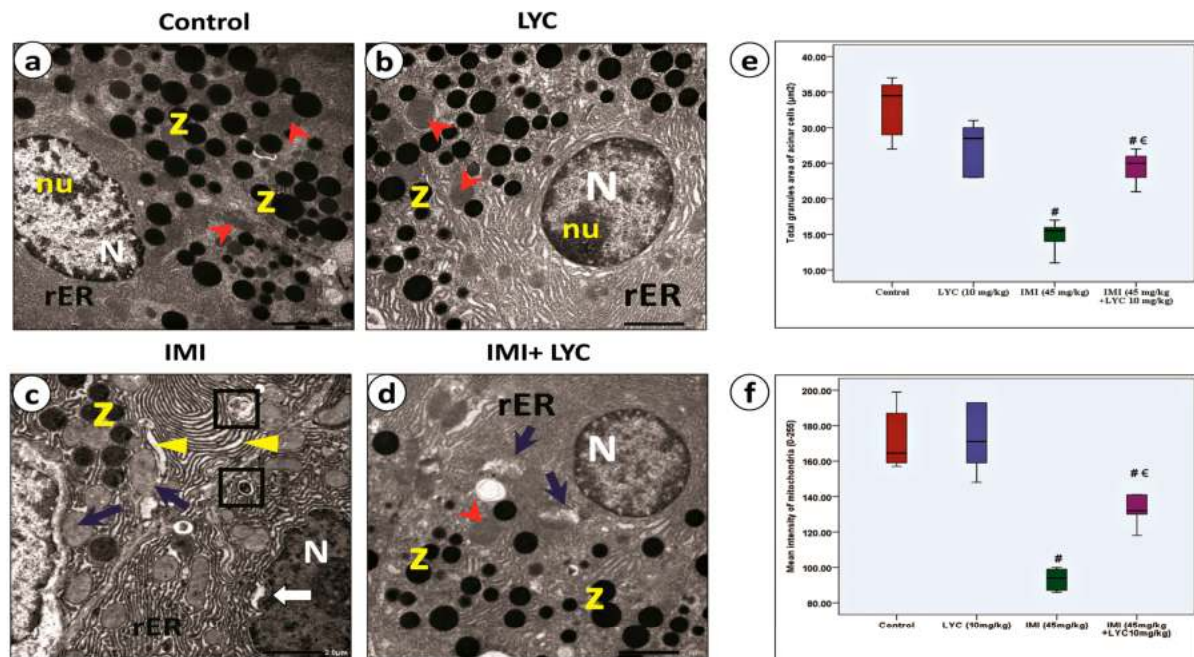 Control
LYC
a
Z
Z
nu
N
rER
b
Z
N
nu
rER
IMI
IMI+ LYC
c
Z
N
rER
2.0μm
d
rER
N
Z
Z
e
Total granules area of acinar cells (μm2)
40.00
35.00
30.00
25.00
20.00
15.00
10.00
#
# €
Control
LYC (10 mg/kg)
IMI (45 mg/kg)
IMI (45 mg/kg
+LYC 10 mg/kg)
f
Mean intensity of mitochondria (0-255)
200.00
180.00
160.00
140.00
120.00
100.00
80.00
#
# €
Control
LYC (10mg/kg)
IMI (45mg/kg)
IMI (45mg/kg
+LYC10mg/kg)